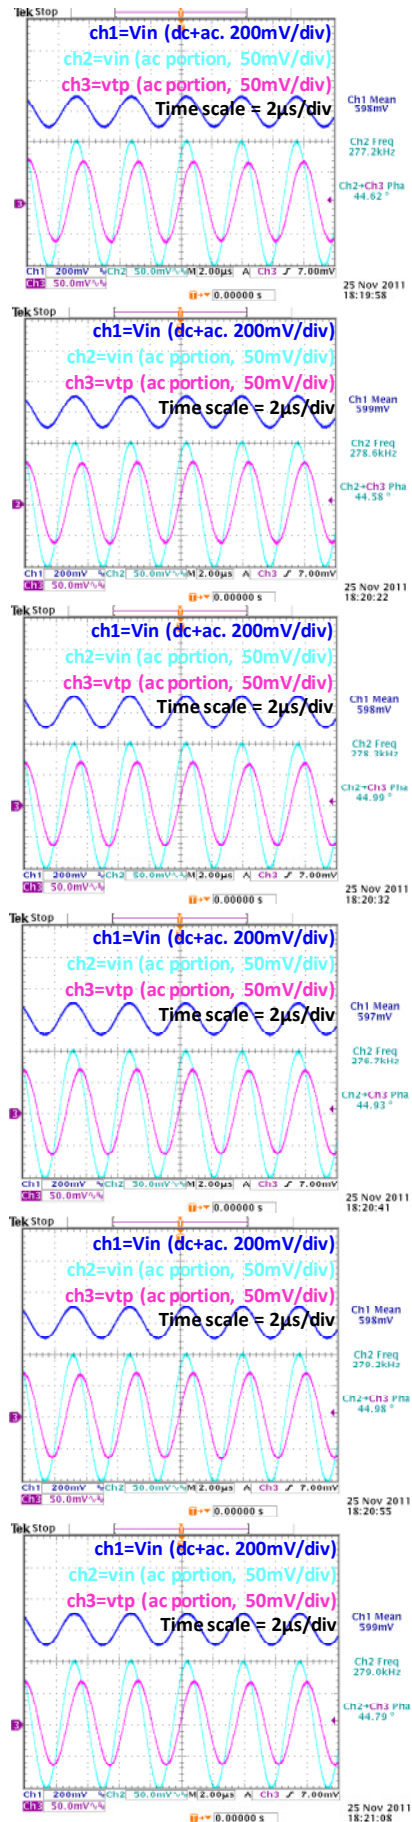 Tek Stop
ch1=Vin (dc+ac. 200mV/div)
ch2=vin (ac portion, 50mV/div)
ch3=vtp (ac portion, 50mV/div)
Time scale = 2µs/div
Ch1 Mean
598mV
Ch2 Freq
277.2kHz
Ch2→Ch3 Pha
44.62 °
3
Ch1 200mV Ch2 50.0mV M 2.00µs A Ch3 7.00mV
Ch3 50.0mV
0.00000 s
25 Nov 2011
18:19:58
Tek Stop
ch1=Vin (dc+ac. 200mV/div)
ch2=vin (ac portion, 50mV/div)
ch3=vtp (ac portion, 50mV/div)
Time scale = 2µs/div
Ch1 Mean
599mV
Ch2 Freq
278.6kHz
Ch2→Ch3 Pha
44.58 °
3
Ch1 200mV Ch2 50.0mV M 2.00µs A Ch3 7.00mV
Ch3 50.0mV
0.00000 s
25 Nov 2011
18:20:22
Tek Stop
ch1=Vin (dc+ac. 200mV/div)
ch2=vin (ac portion, 50mV/div)
ch3=vtp (ac portion, 50mV/div)
Time scale = 2µs/div
Ch1 Mean
598mV
Ch2 Freq
278.3kHz
Ch2→Ch3 Pha
44.99 °
3
Ch1 200mV Ch2 50.0mV M 2.00µs A Ch3 7.00mV
Ch3 50.0mV
0.00000 s
25 Nov 2011
18:20:32
Tek Stop
ch1=Vin (dc+ac. 200mV/div)
ch2=vin (ac portion, 50mV/div)
ch3=vtp (ac portion, 50mV/div)
Time scale = 2µs/div
Ch1 Mean
597mV
Ch2 Freq
276.7kHz
Ch2→Ch3 Pha
44.93 °
3
Ch1 200mV Ch2 50.0mV M 2.00µs A Ch3 7.00mV
Ch3 50.0mV
0.00000 s
25 Nov 2011
18:20:41
Tek Stop
ch1=Vin (dc+ac. 200mV/div)
ch2=vin (ac portion, 50mV/div)
ch3=vtp (ac portion, 50mV/div)
Time scale = 2µs/div
Ch1 Mean
598mV
Ch2 Freq
279.2kHz
Ch2→Ch3 Pha
44.98 °
3
Ch1 200mV Ch2 50.0mV M 2.00µs A Ch3 7.00mV
Ch3 50.0mV
0.00000 s
25 Nov 2011
18:20:55
Tek Stop
ch1=Vin (dc+ac. 200mV/div)
ch2=vin (ac portion, 50mV/div)
ch3=vtp (ac portion, 50mV/div)
Time scale = 2µs/div
Ch1 Mean
599mV
Ch2 Freq
279.0kHz
Ch2→Ch3 Pha
44.79 °
3
Ch1 200mV Ch2 50.0mV M 2.00µs A Ch3 7.00mV
Ch3 50.0mV
0.00000 s
25 Nov 2011
18:21:08